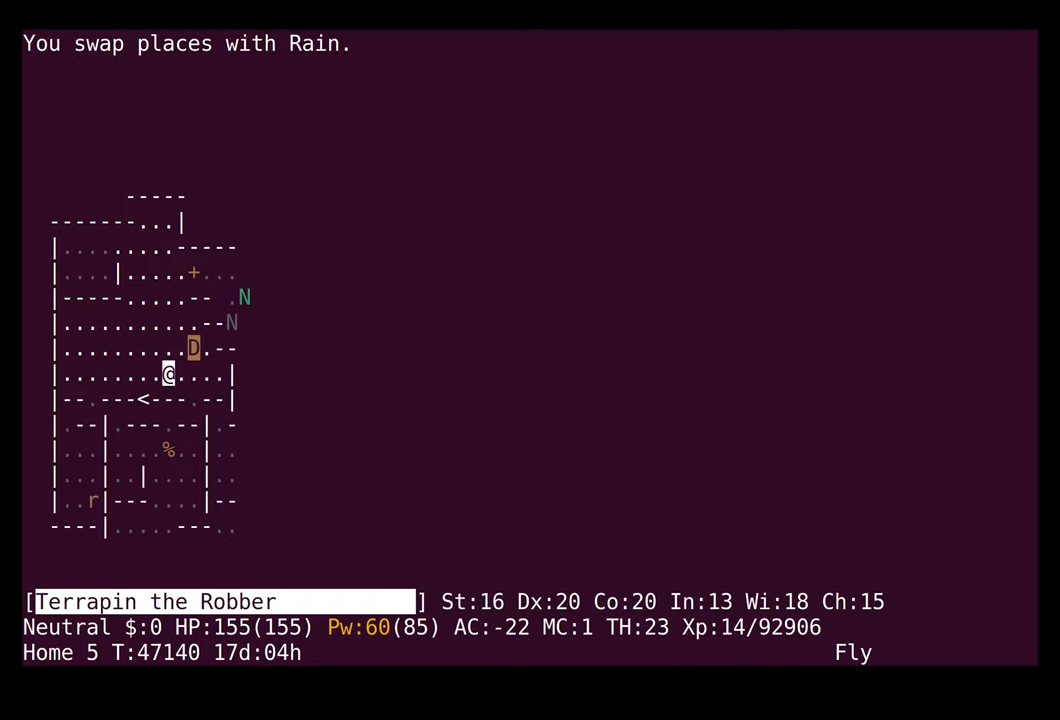 You swap places with Rain.
-----
-------...|
|.........-----
|....|.....+...
|-----.....-- .N
|...........--N
|..........D.--
|........@....|
|--.---<---.--|
|.--|.---.--|.-
|...|....%..|..
|...|..|....|..
|..r|---....|--
----|.....---..
[Terrapin the Robber ] St:16 Dx:20 Co:20 In:13 Wi:18 Ch:15
Neutral $:0 HP:155(155) Pw:60(85) AC:-22 MC:1 TH:23 Xp:14/92906
Home 5 T:47140 17d:04h Fly